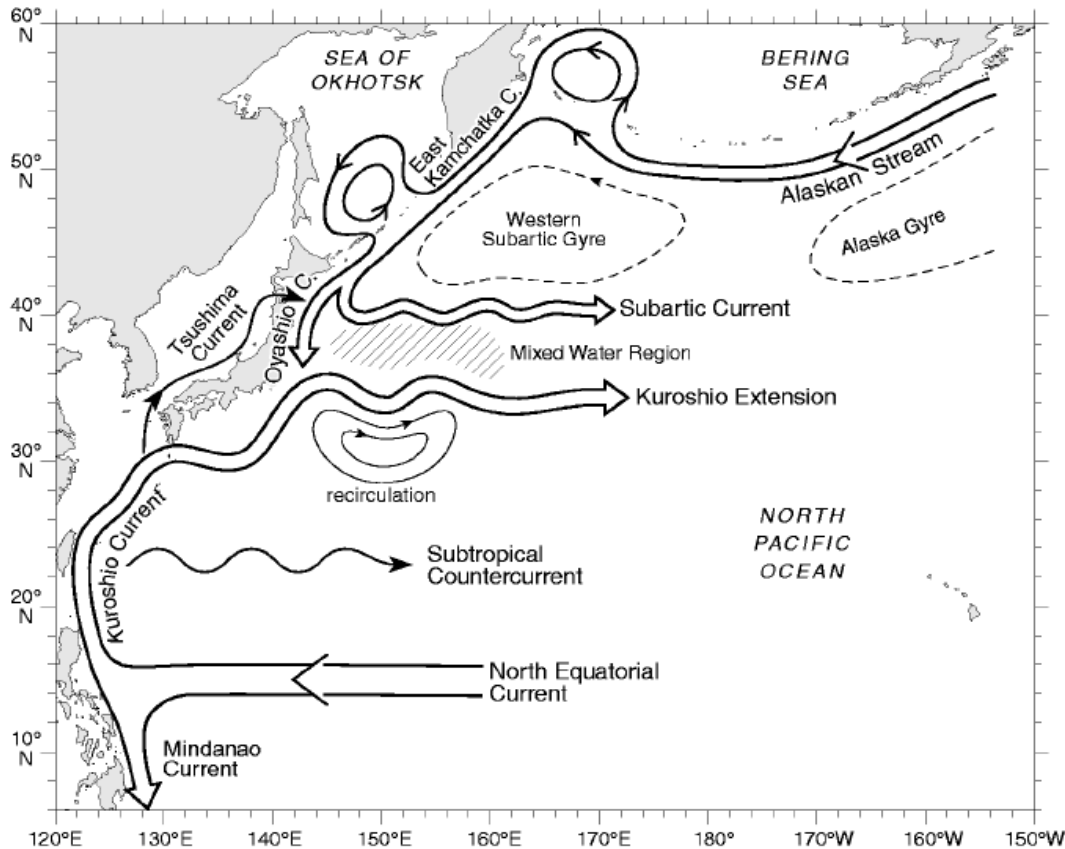 60°
N
50°
N
40°
N
30°
N
20°
N
10°
N
SEA OF
OKHOTSK
BERING
SEA
East
Kamchatka C.
Alaskan Stream
Western
Subartic Gyre
Alaska Gyre
Tsushima
Current
Oyashio C.
Subartic Current
Mixed Water Region
Kuroshio Extension
recirculation
Kuroshio Current
Subtropical
Countercurrent
NORTH
PACIFIC
OCEAN
North Equatorial
Current
Mindanao
Current
120°E 130°E 140°E 150°E 160°E 170°E 180° 170°W 160°W 150°W